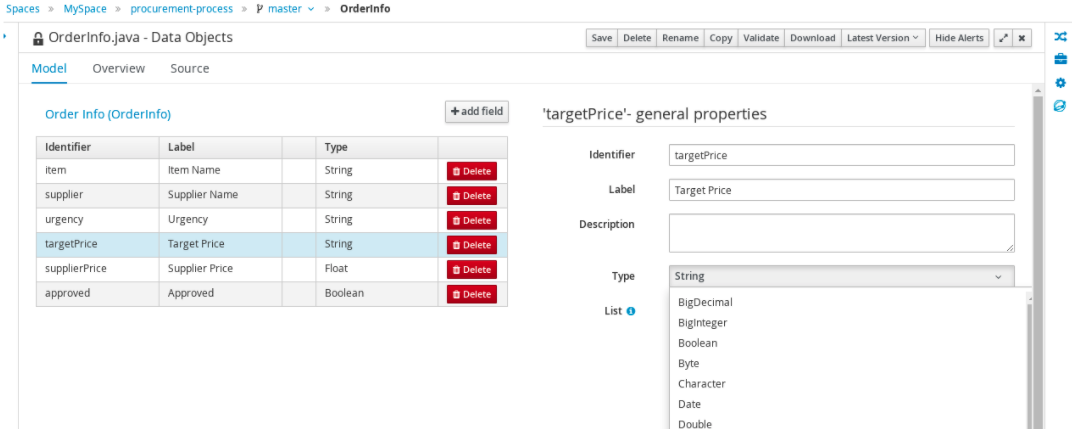 Spaces » MySpace » procurement-process » master » OrderInfo
OrderInfo.java - Data Objects
Save Delete Rename Copy Validate Download Latest Version Hide Alerts
Model Overview Source
Order Info (OrderInfo)
+ add field
Identifier Label Type
item Item Name String Delete
supplier Supplier Name String Delete
urgency Urgency String Delete
targetPrice Target Price String Delete
supplierPrice Supplier Price Float Delete
approved Approved Boolean Delete
'targetPrice'- general properties
Identifier targetPrice
Label Target Price
Description
Type String
List
BigDecimal
BigInteger
Boolean
Byte
Character
Date
Double